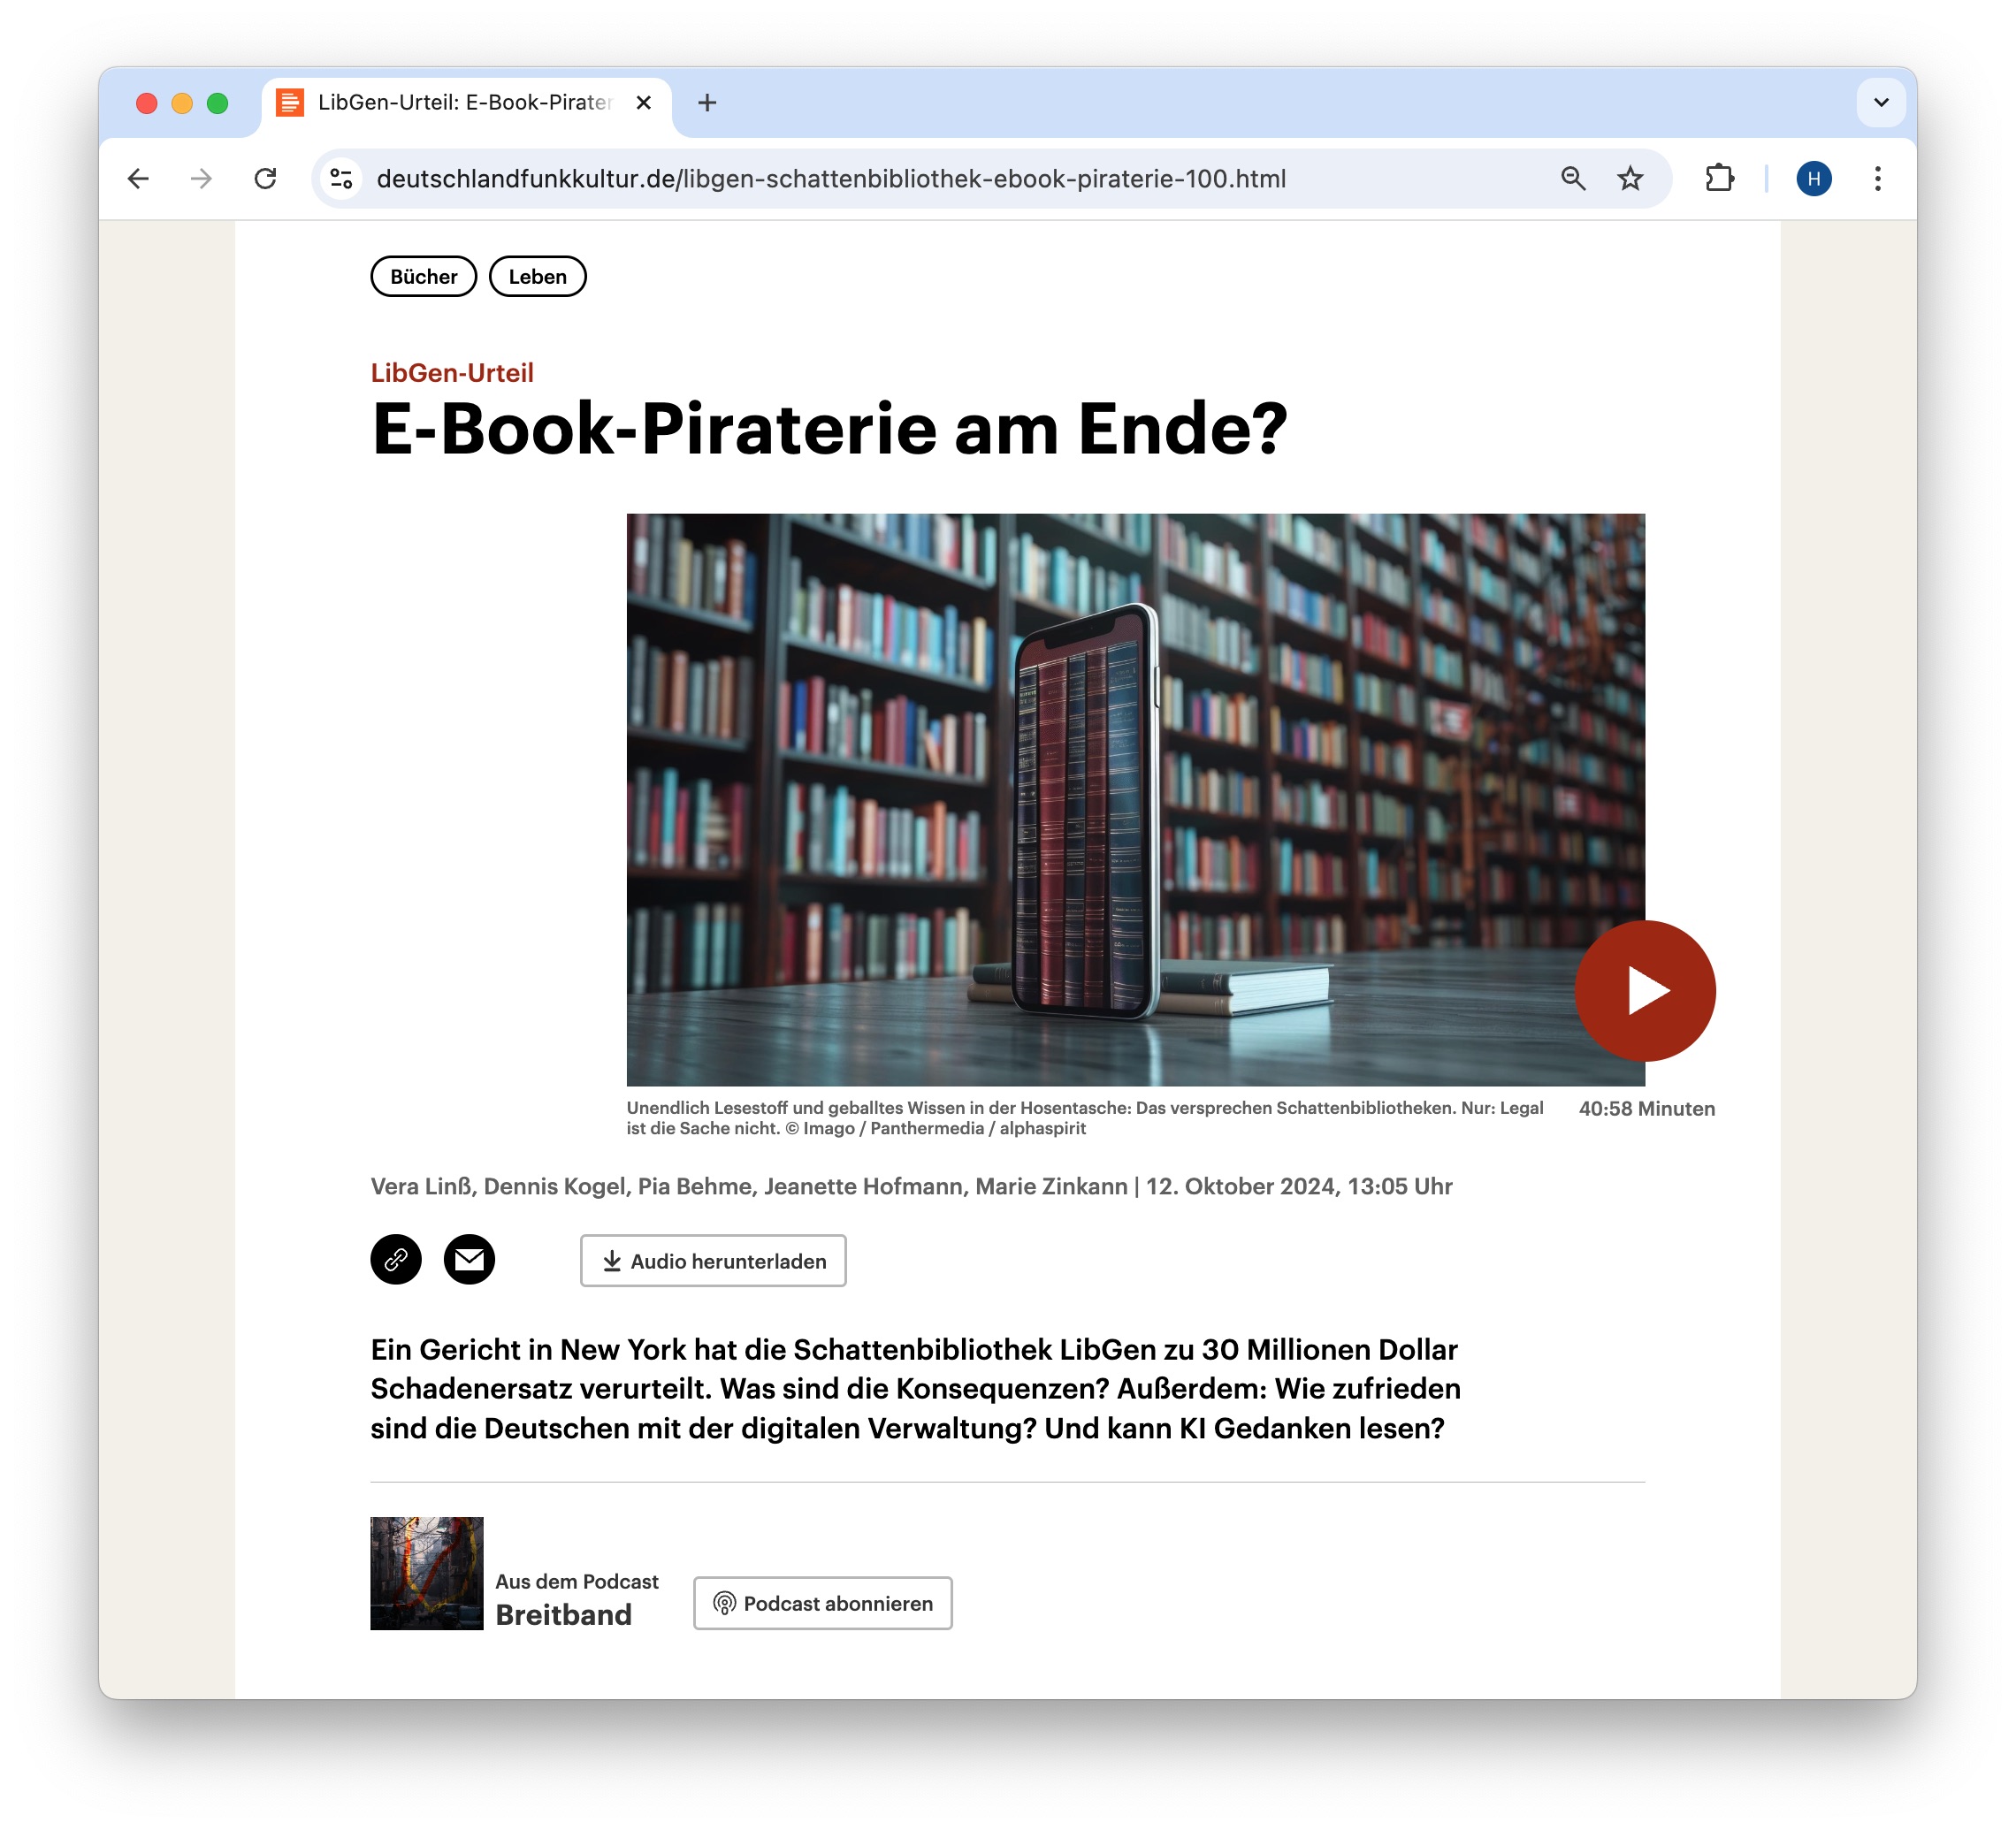 LibGen-Urteil: E-Book-Pirater
deutschlandfunkkultur.de/libgen-schattenbibliothek-ebook-piraterie-100.html
H
Bücher Leben
LibGen-Urteil
E-Book-Piraterie am Ende?
Unendlich Lesestoff und geballtes Wissen in der Hosentasche: Das versprechen Schattenbibliotheken. Nur: Legal
ist die Sache nicht. © Imago / Panthermedia / alphaspirit
40:58 Minuten
Vera Linß, Dennis Kogel, Pia Behme, Jeanette Hofmann, Marie Zinkann | 12. Oktober 2024, 13:05 Uhr
Audio herunterladen
Ein Gericht in New York hat die Schattenbibliothek LibGen zu 30 Millionen Dollar
Schadenersatz verurteilt. Was sind die Konsequenzen? Außerdem: Wie zufrieden
sind die Deutschen mit der digitalen Verwaltung? Und kann KI Gedanken lesen?
Aus dem Podcast
Breitband
Podcast abonnieren